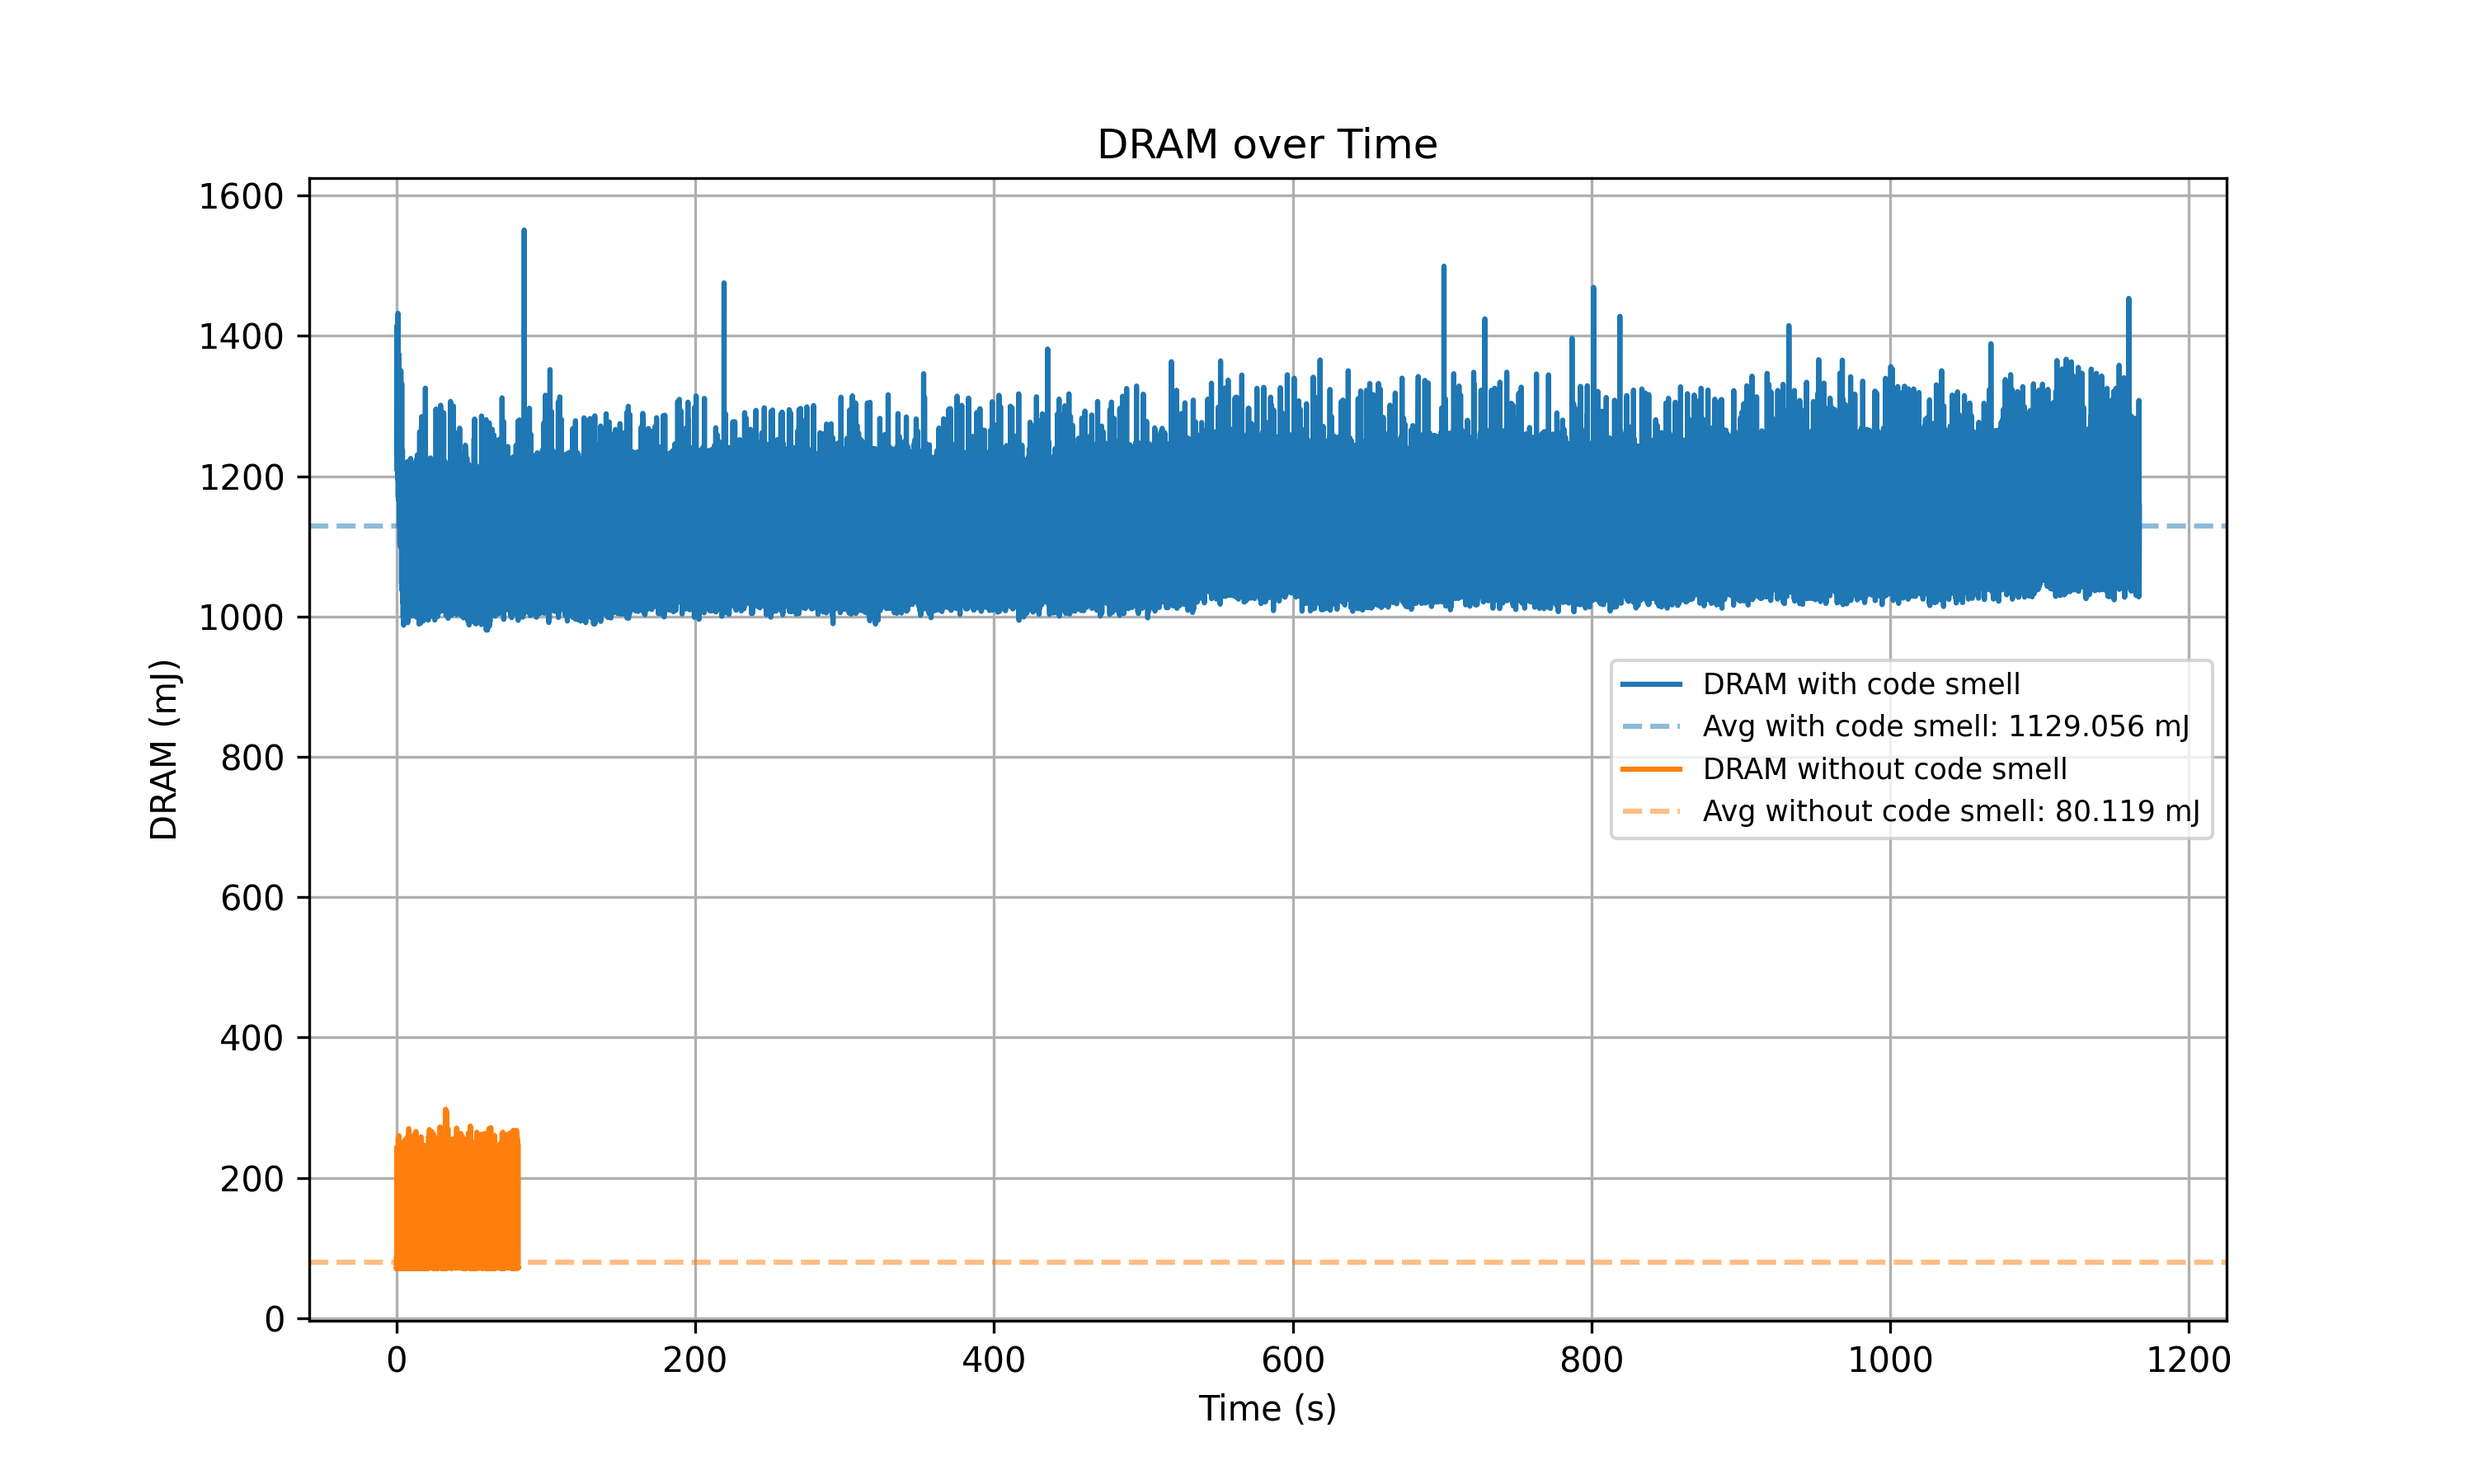 DRAM over Time
1600
1400
1200
1000
800
600
400
200
0
DRAM (mJ)
DRAM with code smell
Avg with code smell: 1129.056 mJ
DRAM without code smell
Avg without code smell: 80.119 mJ
0 200 400 600 800 1000 1200
Time (s)